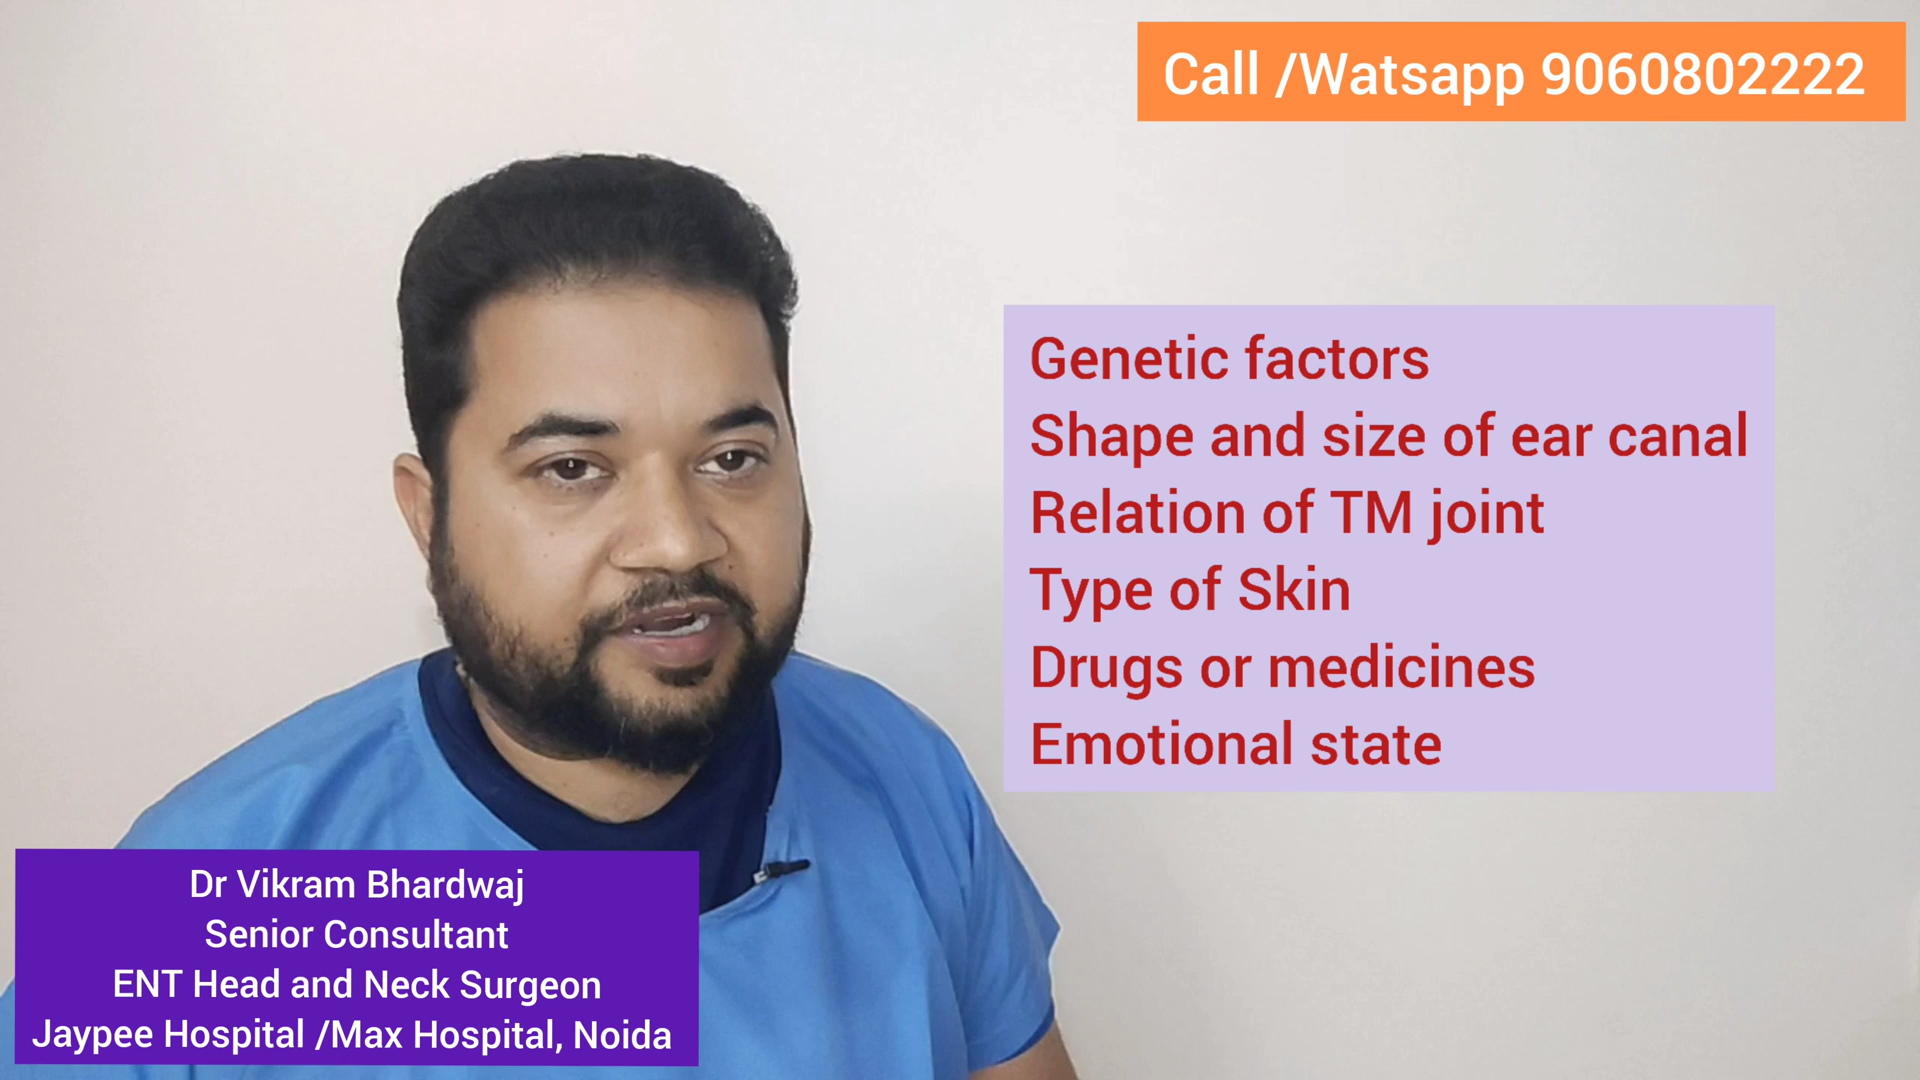 Call /Watsapp 9060802222
Genetic factors
Shape and size of ear canal
Relation of TM joint
Type of Skin
Drugs or medicines
Emotional state
Dr Vikram Bhardwaj
Senior Consultant
ENT Head and Neck Surgeon
Jaypee Hospital /Max Hospital, Noida